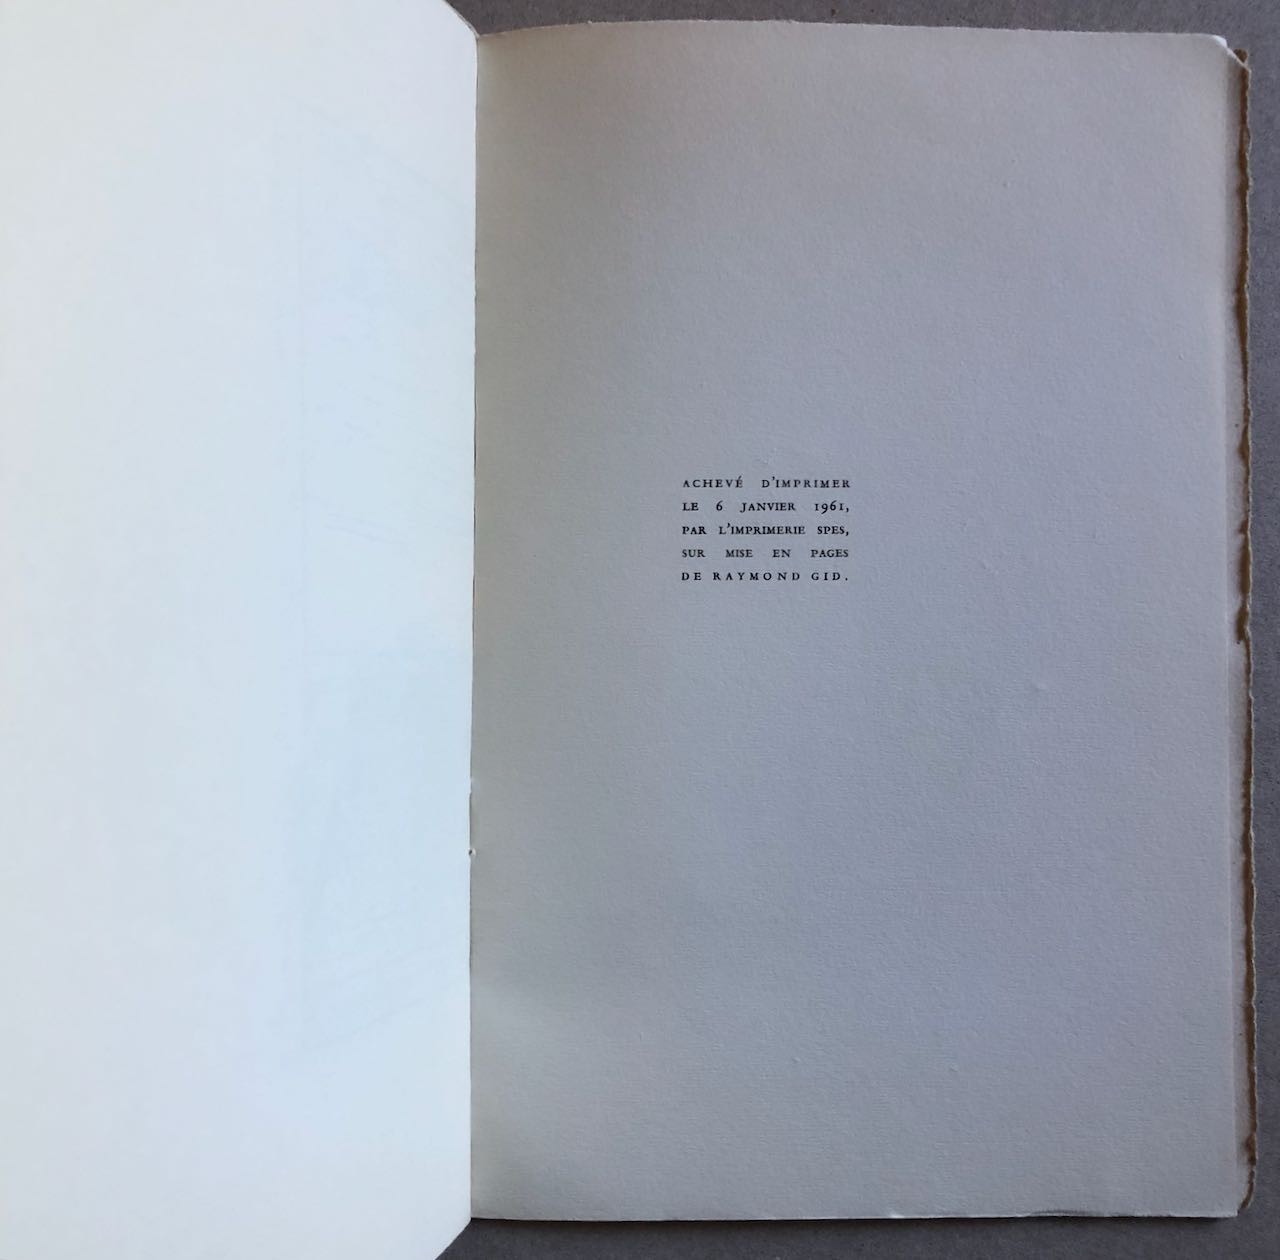 ACHEVÉ D'IMPRIMER
LE 6 JANVIER 1961,
PAR L'IMPRIMERIE SPES,
SUR MISE EN PAGES
DE RAYMOND GID.